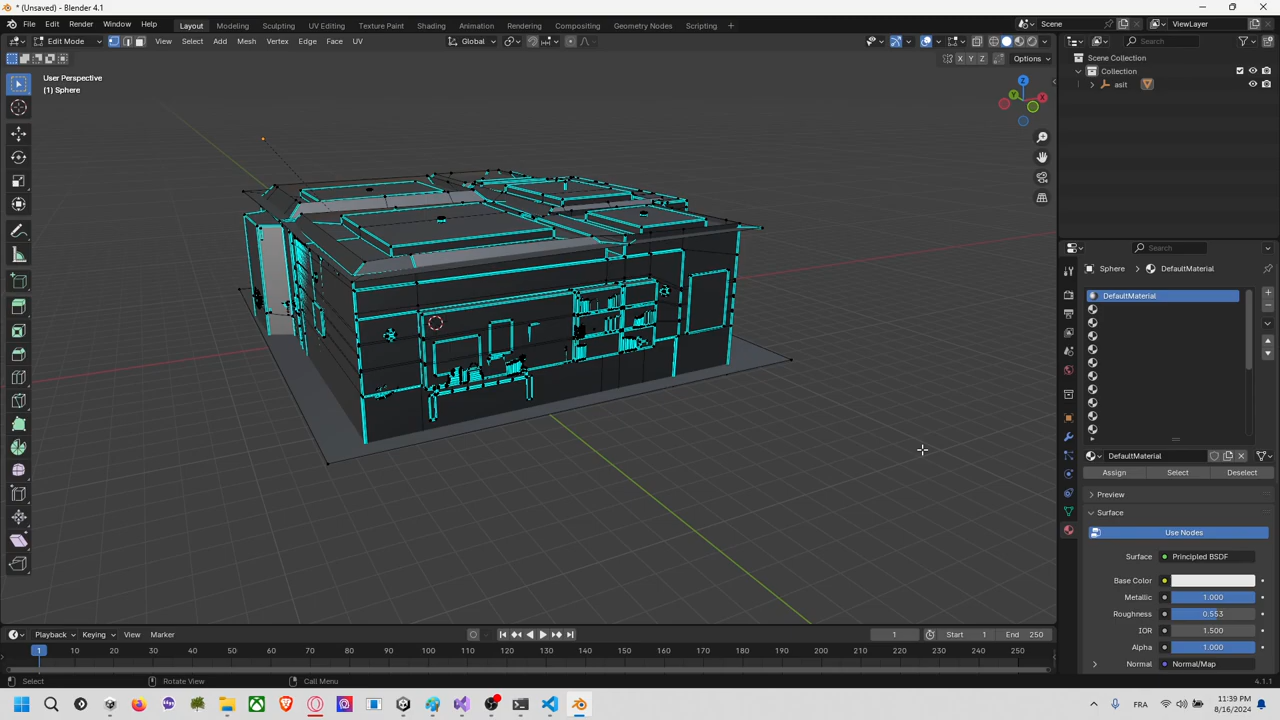 * (Unsaved) - Blender 4.1
File Edit Render Window Help Layout Modeling Sculpting UV Editing Texture Paint Shading Animation Rendering Compositing Geometry Nodes Scripting Scene ViewLayer
Edit Mode View Select Add Mesh Vertex Edge Face UV Global Search
X Y Z Options
Scene Collection
Collection
asit
User Perspective
(1) Sphere
Z
Y X
Search
Sphere > DefaultMaterial
DefaultMaterial
DefaultMaterial
Assign Select Deselect
Preview
Surface
Use Nodes
Surface Principled BSDF
Base Color
Metallic 1.000
Roughness 0.553
IOR 1.500
Alpha 1.000
Normal Normal/Map
Playback Keying View Marker 1 Start 1 End 250
1 10 20 30 40 50 60 70 80 90 100 110 120 130 140 150 160 170 180 190 200 210 220 230 240 250
Select Rotate View Call Menu 4.1.1
FRA 11:39 PM
8/16/2024